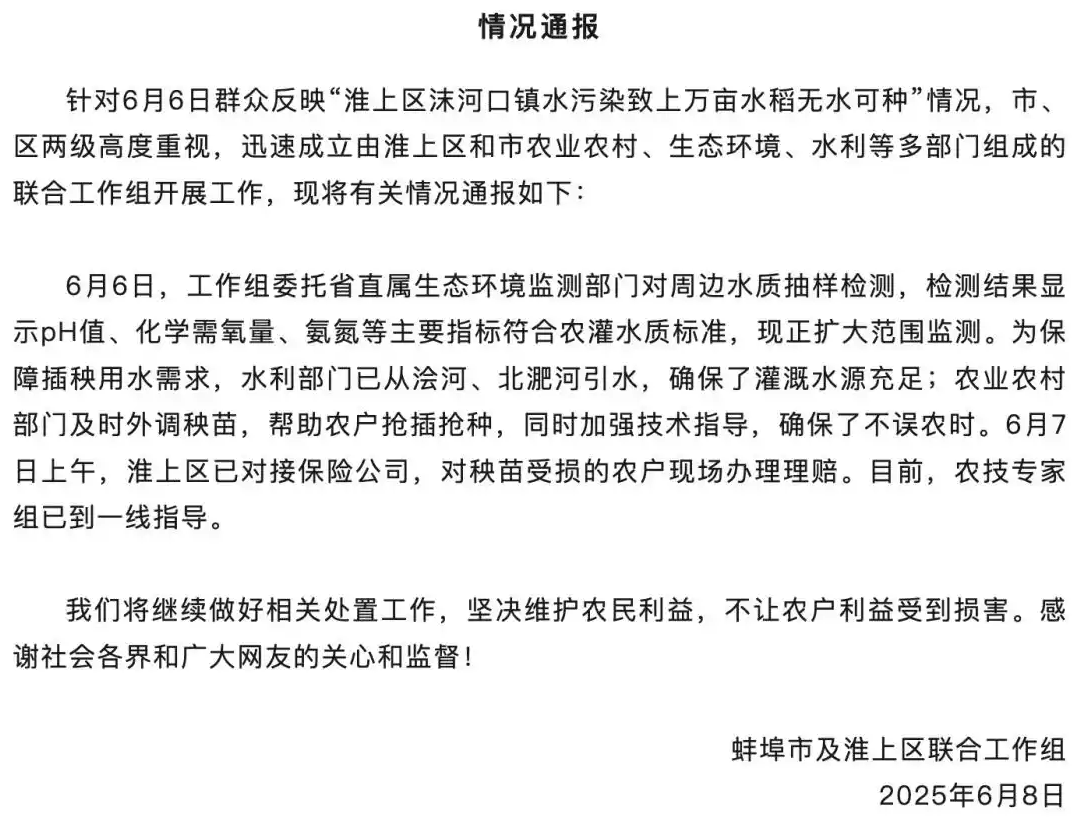 情况通报
针对6月6日群众反映“淮上区沫河口镇水污染致上万亩水稻无水可种”情况，市、
区两级高度重视，迅速成立由淮上区和市农业农村、生态环境、水利等多部门组成的
联合工作组开展工作，现将有关情况通报如下：
6月6日，工作组委托省直属生态环境监测部门对周边水质抽样检测，检测结果显
示pH值、化学需氧量、氨氮等主要指标符合农灌水质标准，现正扩大范围监测。为保
障插秧用水需求，水利部门已从浍河、北淝河引水，确保了灌溉水源充足；农业农村
部门及时外调秧苗，帮助农户抢插抢种，同时加强技术指导，确保了不误农时。6月7
日上午，淮上区已对接保险公司，对秧苗受损的农户现场办理理赔。目前，农技专家
组已到一线指导。
我们将继续做好相关处置工作，坚决维护农民利益，不让农户利益受到损害。感
谢社会各界和广大网友的关心和监督！
蚌埠市及淮上区联合工作组
2025年6月8日